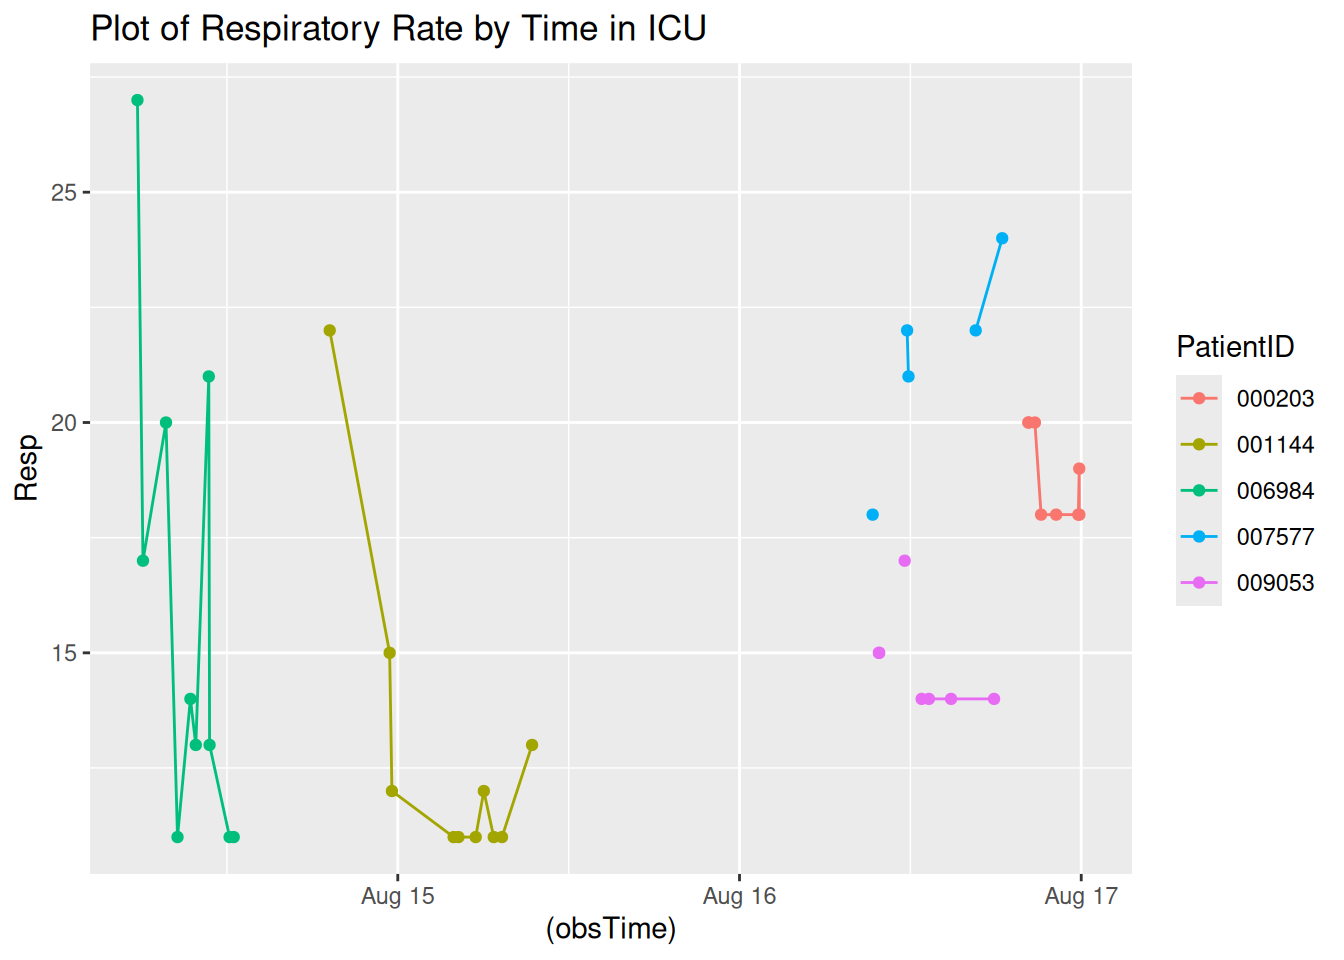 Plot of Respiratory Rate by Time in ICU
25
20
15
Resp
Aug 15
Aug 16
Aug 17
(obsTime)
PatientID
000203
001144
006984
007577
009053